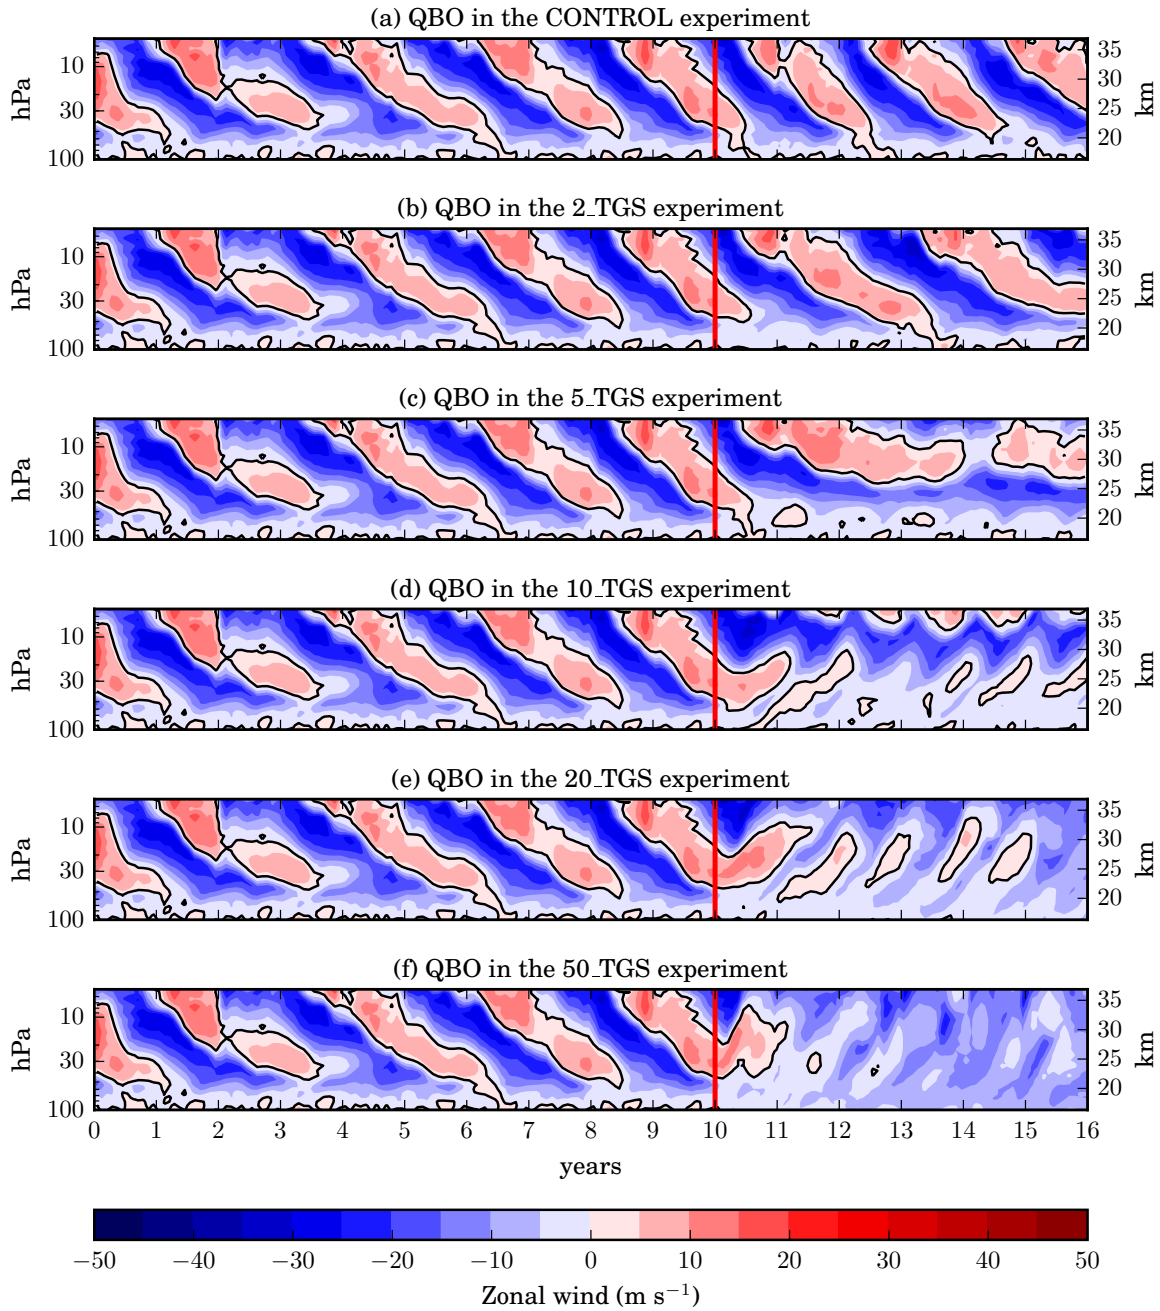 (a) QBO in the CONTROL experiment
hPa
10
30
100
35
30
25
20
km
(b) QBO in the 2_TGS experiment
hPa
10
30
100
35
30
25
20
km
(c) QBO in the 5_TGS experiment
hPa
10
30
100
35
30
25
20
km
(d) QBO in the 10_TGS experiment
hPa
10
30
100
35
30
25
20
km
(e) QBO in the 20_TGS experiment
hPa
10
30
100
35
30
25
20
km
(f) QBO in the 50_TGS experiment
hPa
10
30
100
35
30
25
20
km
0 1 2 3 4 5 6 7 8 9 10 11 12 13 14 15 16
years
−50 −40 −30 −20 −10 0 10 20 30 40 50
Zonal wind (m s⁻¹)